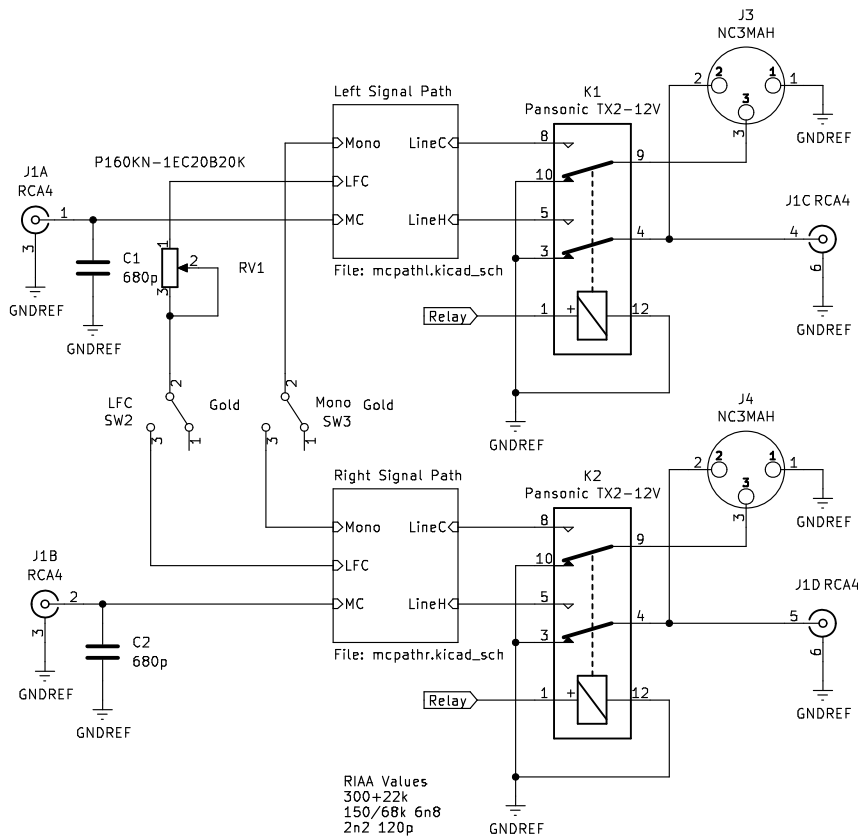 J3
NC3MAH
2
2
1
1
3
3
GNDREF
Left Signal Path
K1
Pansonic TX2-12V
P160KN-1EC20B20K
Mono
LineC
8
9
LFC
10
J1A
RCA4
1
3
MC
LineH
5
J1C RCA4
4
4
6
GNDREF
C1
680p
1
2
3
RV1
3
File: mcpathl.kicad_sch
GNDREF
GNDREF
Relay
1
+
12
GNDREF
LFC
SW2
2
3
1
Gold
2
3
1
Mono Gold
SW3
J4
NC3MAH
2
2
1
1
3
3
GNDREF
Right Signal Path
K2
Pansonic TX2-12V
Mono
LineC
8
9
LFC
10
J1B
RCA4
2
3
MC
LineH
5
4
J1D RCA4
5
6
GNDREF
C2
680p
3
File: mcpathr.kicad_sch
GNDREF
GNDREF
Relay
1
+
12
GNDREF
RIAA Values
300+22k
150/68k 6n8
2n2 120p